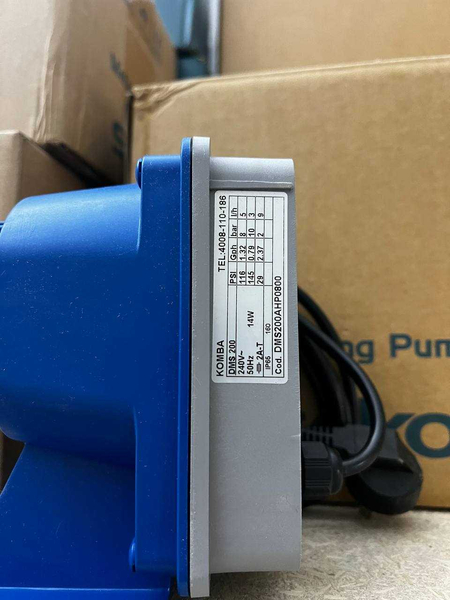 KOMBA TEL:4008-110-186
DMS 200 PSI Gph bar l/h
240V~ 116 1.32 8 5
50Hz 14W 145 0.79 10 3
2A-T 29 2.37 2 9
IP65 160
Cod. DMS200AHP0800
ng Pum
KO